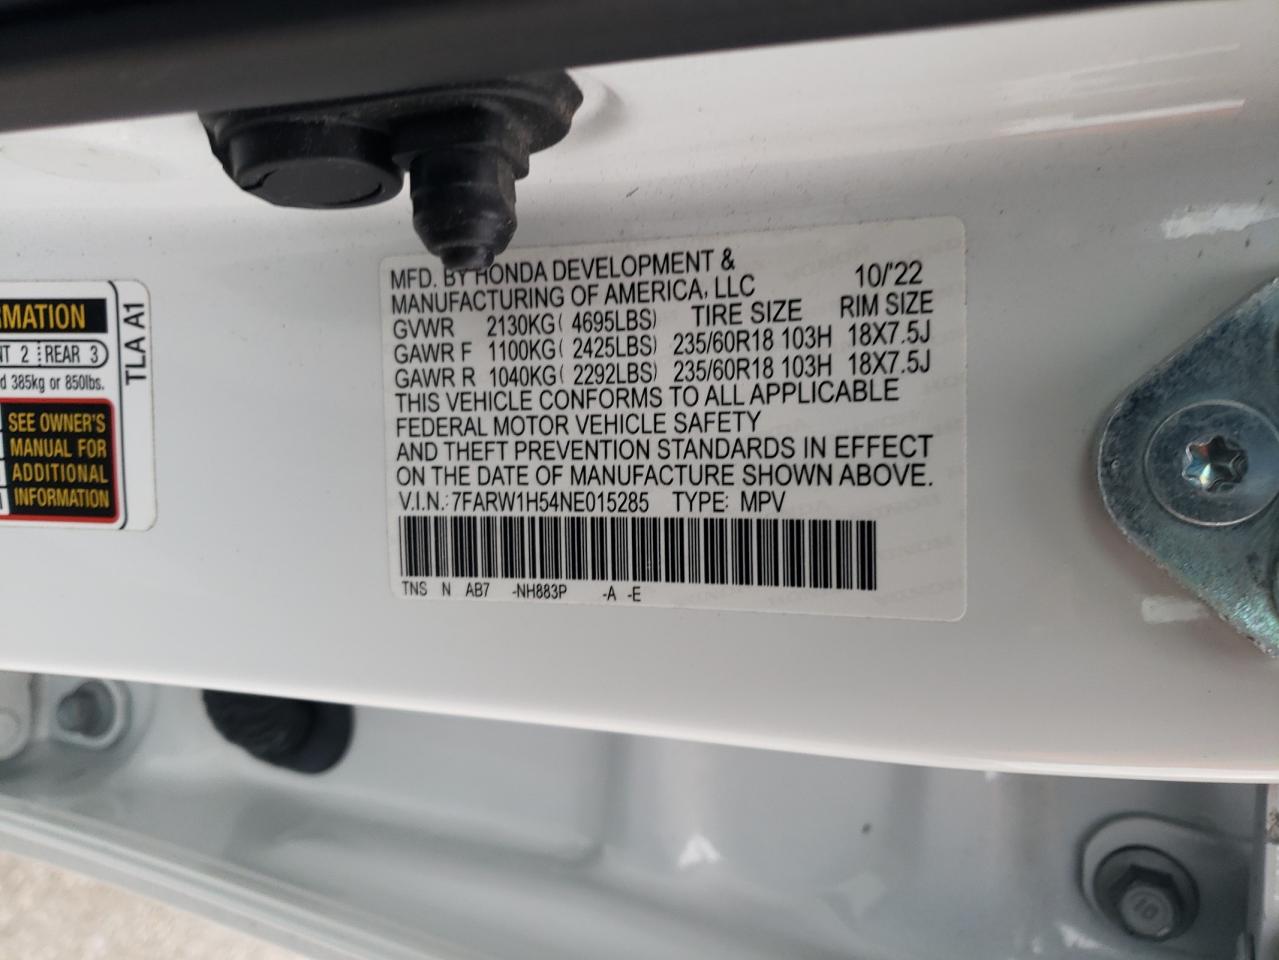 MFD. BY HONDA DEVELOPMENT &
MANUFACTURING OF AMERICA, LLC 10/'22
GVWR 2130KG( 4695LBS) TIRE SIZE RIM SIZE
GAWR F 1100KG( 2425LBS) 235/60R18 103H 18X7.5J
GAWR R 1040KG( 2292LBS) 235/60R18 103H 18X7.5J
THIS VEHICLE CONFORMS TO ALL APPLICABLE
FEDERAL MOTOR VEHICLE SAFETY
AND THEFT PREVENTION STANDARDS IN EFFECT
ON THE DATE OF MANUFACTURE SHOWN ABOVE.
V.I.N.: 7FARW1H54NE015285 TYPE: MPV
TNS N AB7 -NH883P -A -E
RMATION
NT 2 REAR 3
d 385kg or 850lbs.
SEE OWNER'S
MANUAL FOR
ADDITIONAL
INFORMATION
TLA A1
10